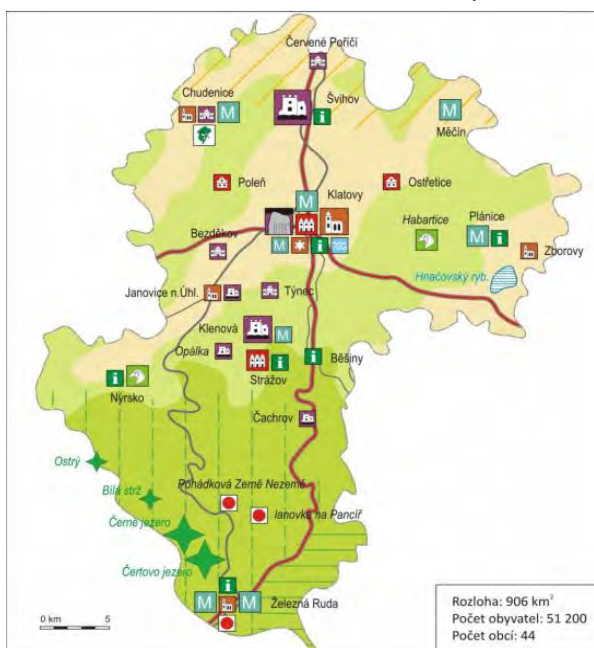 Červené Poříčí
Chudenice
M
Švihov
i
M
Měčín
Poleň
Ostřetice
M
Klatovy
Bezděkov
M
i
Habartice
Plánice
M
i
Zborovy
Hnačovský ryb.
Janovice n.Úhl.
Týnec
Klenová
M
Opálka
Strážov
i
i
Běšiny
i
Nýrsko
Čachrov
Ostrý
Bílá strž
Pohádková Země Nezemě
lanovka na Pancíř
Černé jezero
Čertovo jezero
i
M
M
Železná Ruda
0 km 5
Rozloha: 906 km²
Počet obyvatel: 51 200
Počet obcí: 44